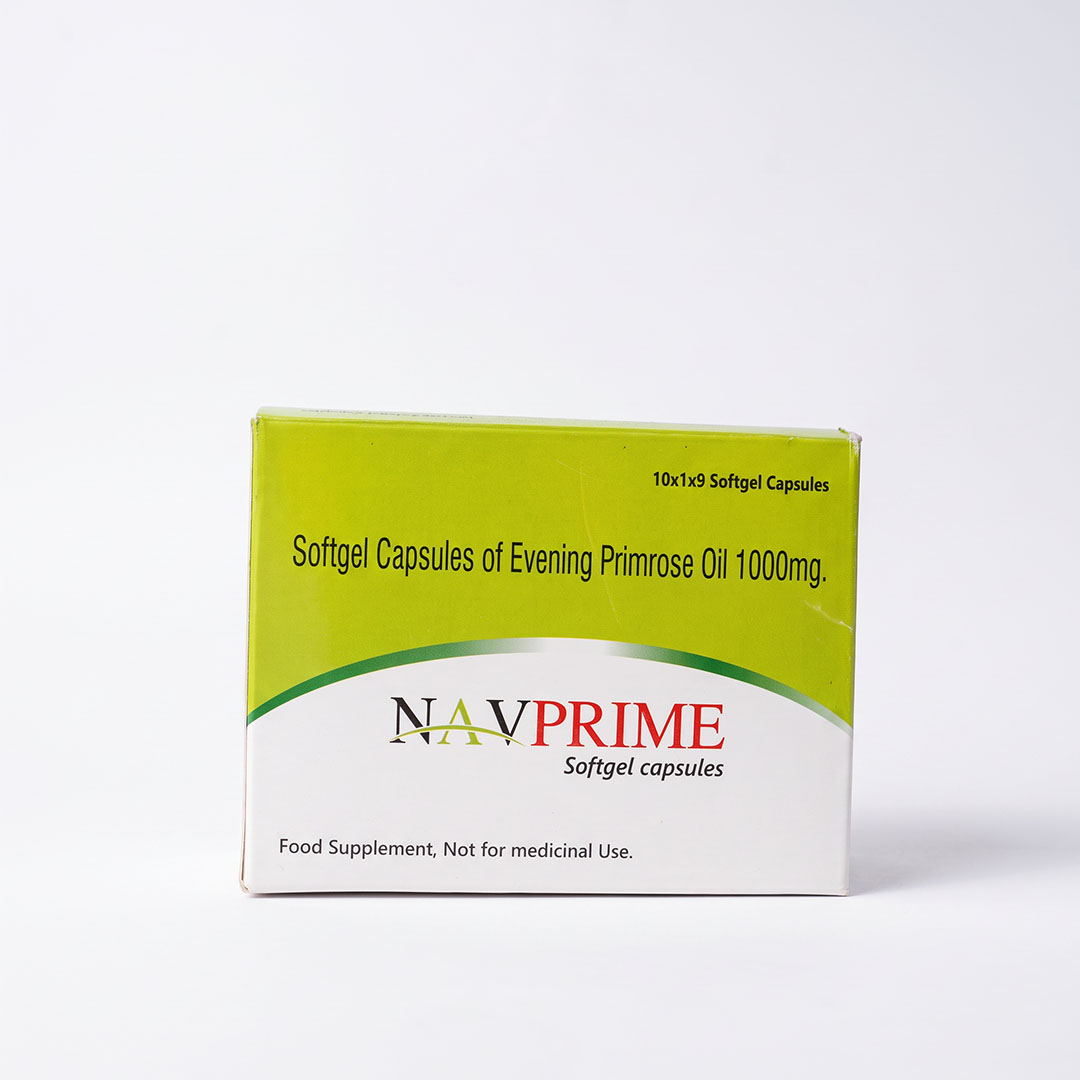 10x1x9 Softgel Capsules
Softgel Capsules of Evening Primrose Oil 1000mg.
NAVPRIME
Softgel capsules
Food Supplement, Not for medicinal Use.